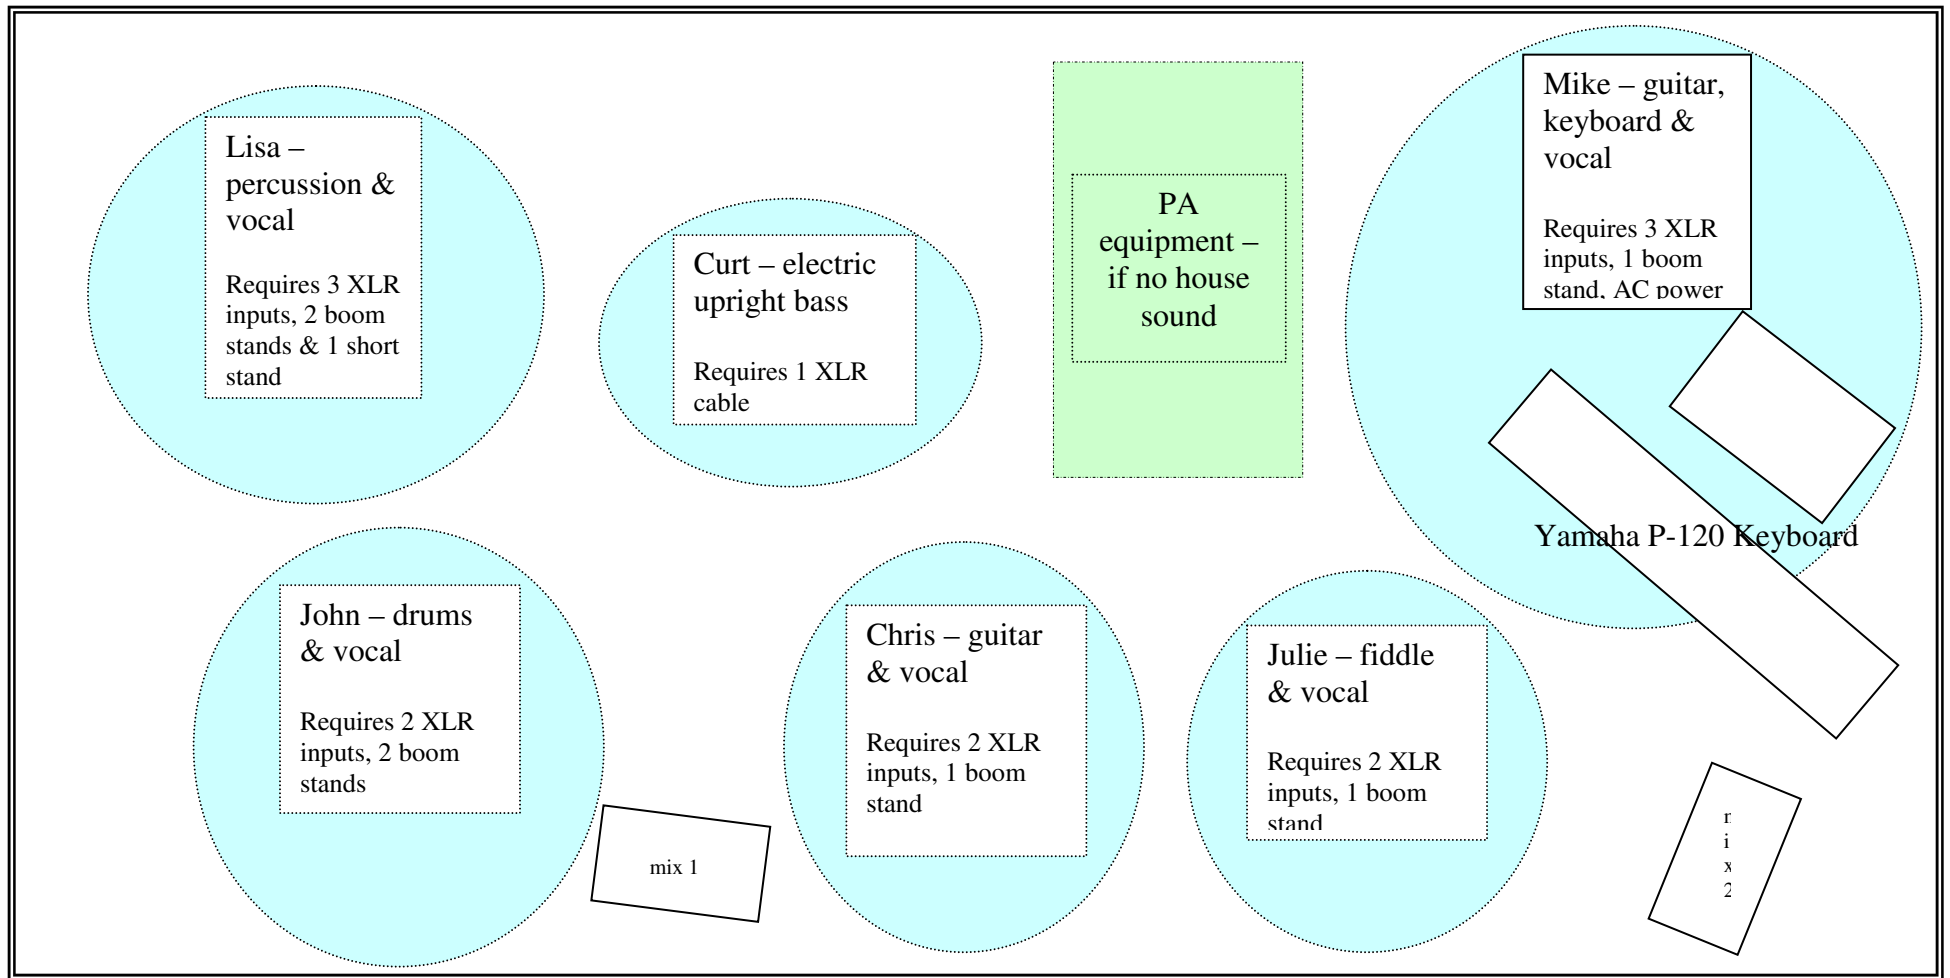 Lisa –
percussion &
vocal
Requires 3 XLR
inputs, 2 boom
stands & 1 short
stand
Curt – electric
upright bass
Requires 1 XLR
cable
PA
equipment –
if no house
sound
Mike – guitar,
keyboard &
vocal
Requires 3 XLR
inputs, 1 boom
stand, AC power
Yamaha P-120 Keyboard
John – drums
& vocal
Requires 2 XLR
inputs, 2 boom
stands
mix 1
Chris – guitar
& vocal
Requires 2 XLR
inputs, 1 boom
stand
Julie – fiddle
& vocal
Requires 2 XLR
inputs, 1 boom
stand
m
i
x
2